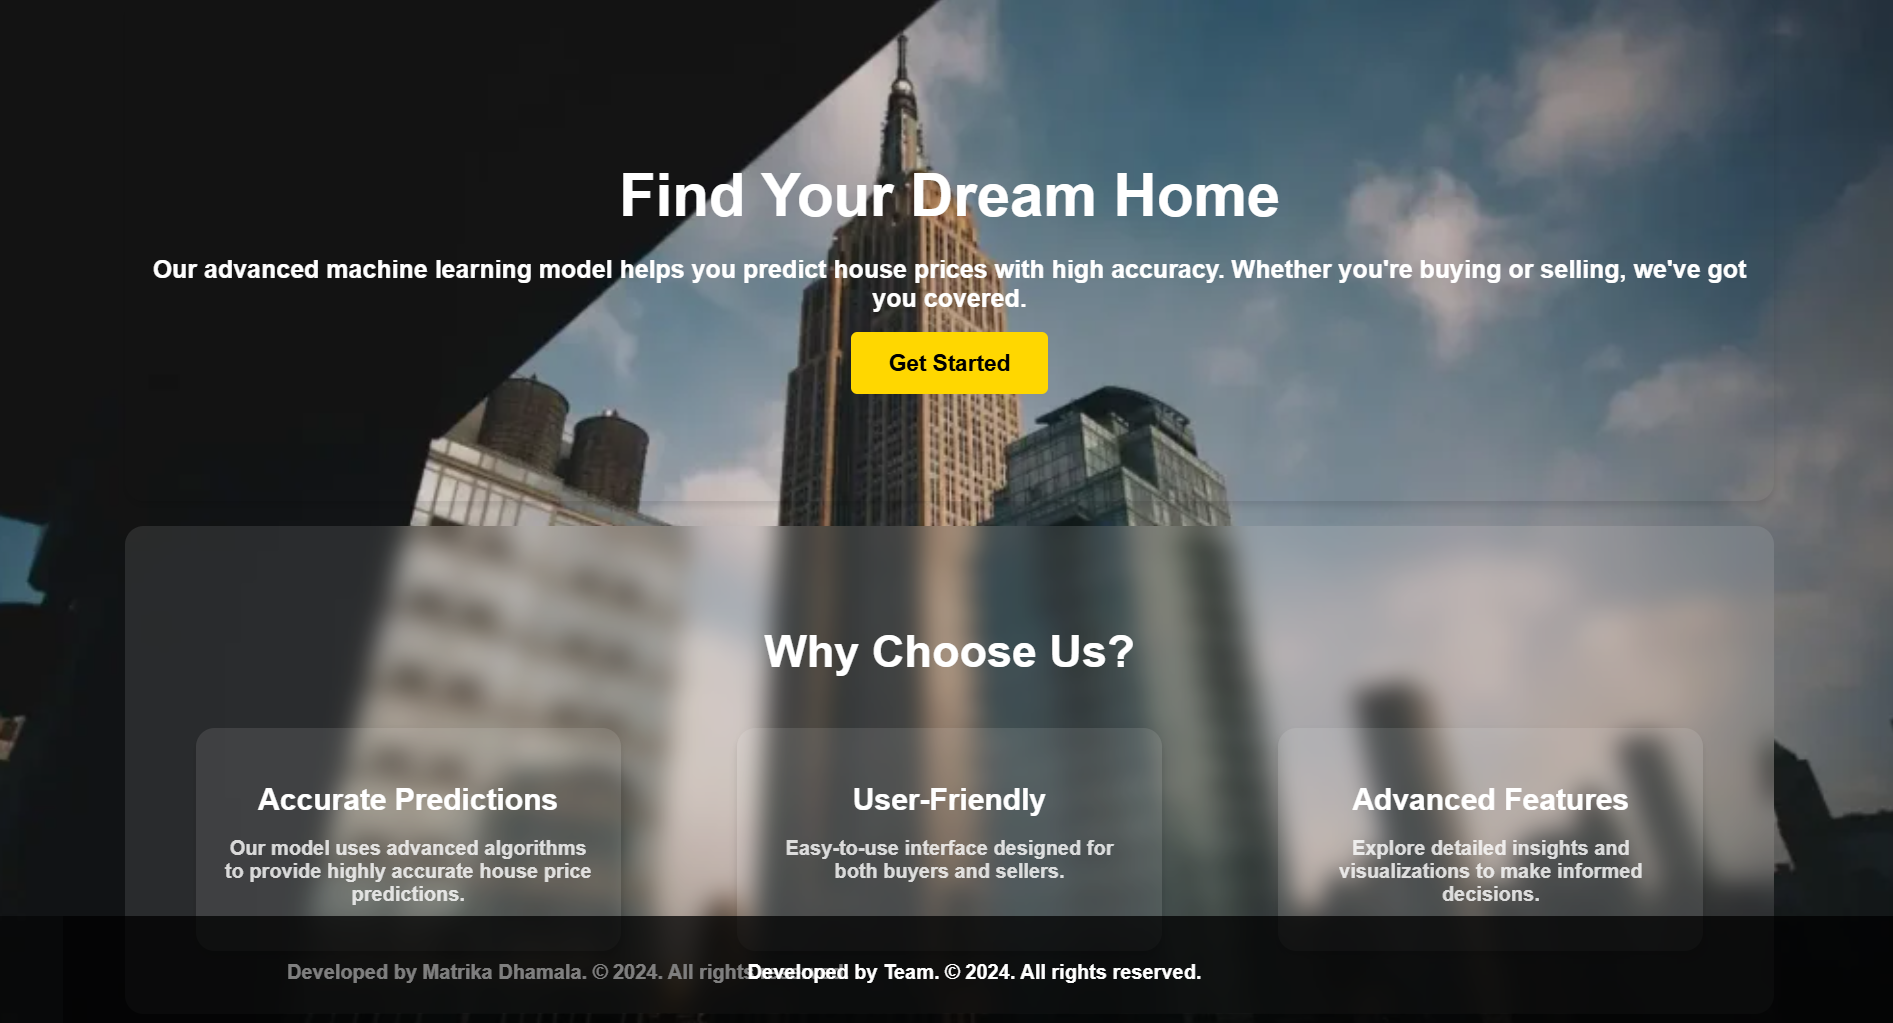 Find Your Dream Home
Our advanced machine learning model helps you predict house prices with high accuracy. Whether you're buying or selling, we've got
you covered.
Get Started
Why Choose Us?
Accurate Predictions
Our model uses advanced algorithms
to provide highly accurate house price
predictions.
User-Friendly
Easy-to-use interface designed for
both buyers and sellers.
Advanced Features
Explore detailed insights and
visualizations to make informed
decisions.
Developed by Matrika Dhamala. © 2024. All rights
Developed by Team. © 2024. All rights reserved.